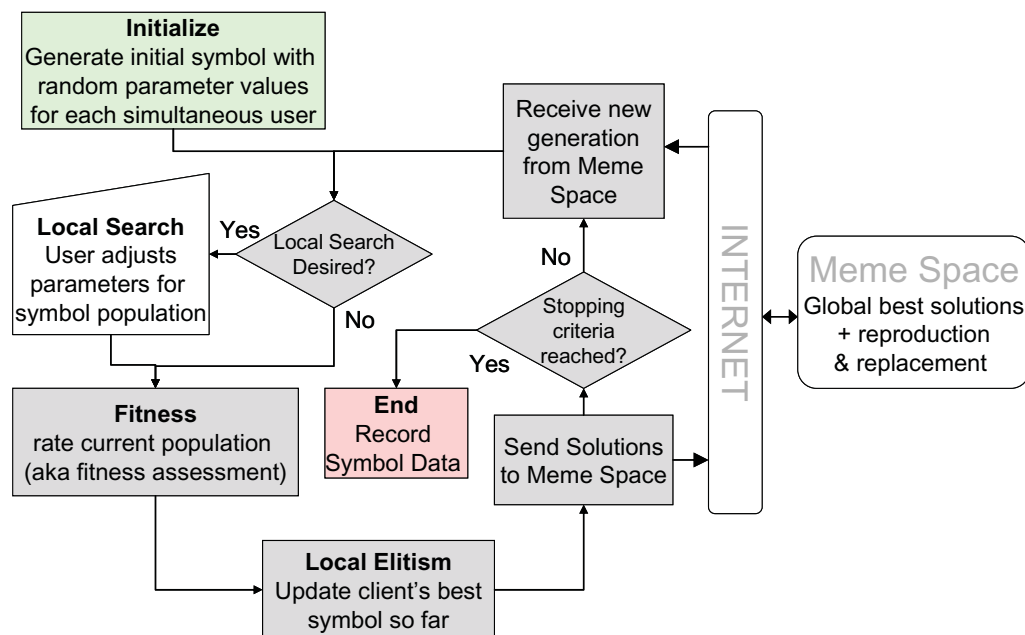 Initialize
Generate initial symbol with
random parameter values
for each simultaneous user
Receive new
generation
from Meme
Space
Local Search
User adjusts
parameters for
symbol population
Yes
Local Search
Desired?
No
No
Stopping
criteria
reached?
Yes
INTERNET
Meme Space
Global best solutions
+ reproduction
& replacement
Fitness
rate current population
(aka fitness assessment)
End
Record
Symbol Data
Send Solutions
to Meme Space
Local Elitism
Update client’s best
symbol so far